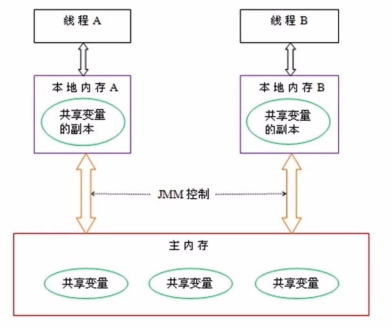 线程 A
线程 B
本地内存 A
本地内存 B
共享变量
的副本
共享变量
的副本
JMM 控制
主内存
共享变量
共享变量
共享变量